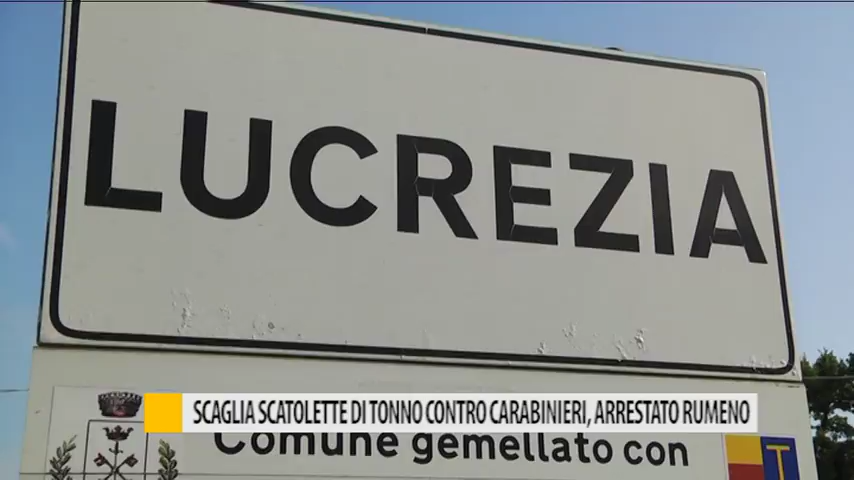 LUCREZIA
SCAGLIA SCATOLETTE DI TONNO CONTRO CARABINIERI, ARRESTATO RUMENO
Comune gemellato con
T